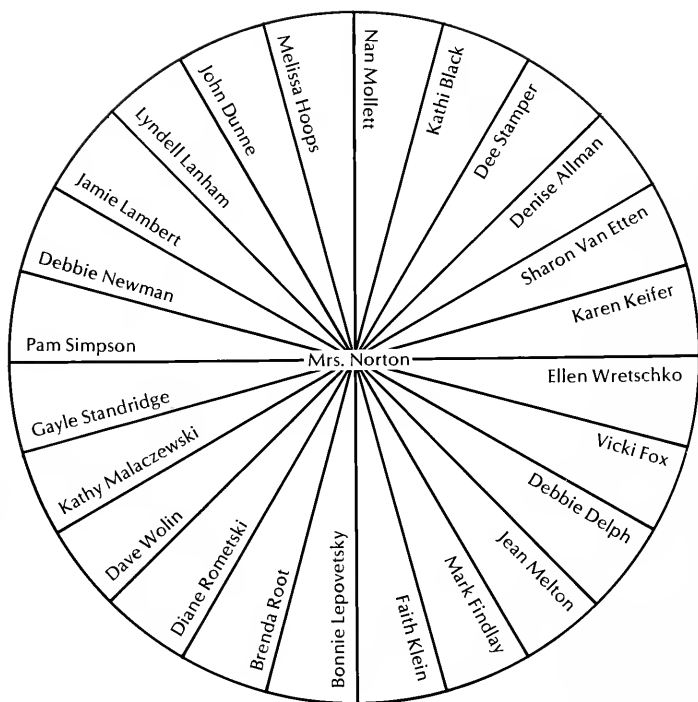 Nan Mollett
Kathi Black
Dee Stamper
Denise Allman
Sharon Van Etten
Karen Keifer
Ellen Wretschko
Vicki Fox
Debbie Delph
Jean Melton
Mark Findlay
Faith Klein
Bonnie Lepovetsky
Brenda Root
Diane Rometski
Dave Wolin
Kathy Malaczewski
Gayle Standridge
Pam Simpson
Debbie Newman
Jamie Lambert
Lyndell Lanham
John Dunne
Melissa Hoops
Mrs. Norton